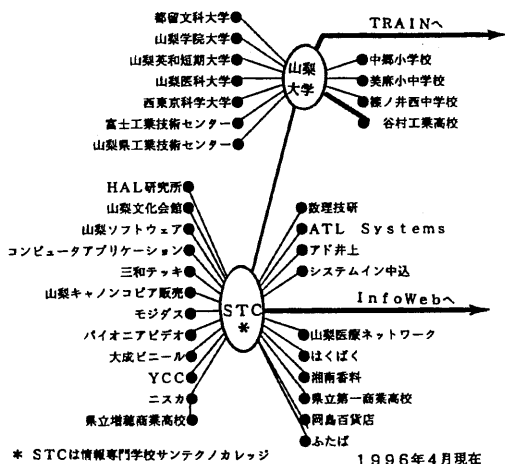 TRAINへ
都留文科大学
山梨学院大学
山梨英和短期大学
山梨医科大学
西東京科学大学
富士工業技術センター
山梨県工業技術センター
山梨
大学
中郷小学校
美麻小中学校
篠ノ井西中学校
谷村工業高校
HAL研究所
山梨文化会館
山梨ソフトウェア
コンピュータアプリケーション
三和テッキ
山梨キャノンコピア販売
モジダス
パイオニアビデオ
大成ビニール
YCC
ニスカ
県立増穂商業高校
STC
*
数理技研
ATL Systems
アド井上
システムイン中込
InfoWebへ
山梨医療ネットワーク
はくばく
湘南香料
県立第一商業高校
岡島百貨店
ふたば
* STCは情報専門学校サンテクノカレッジ
1996年4月現在